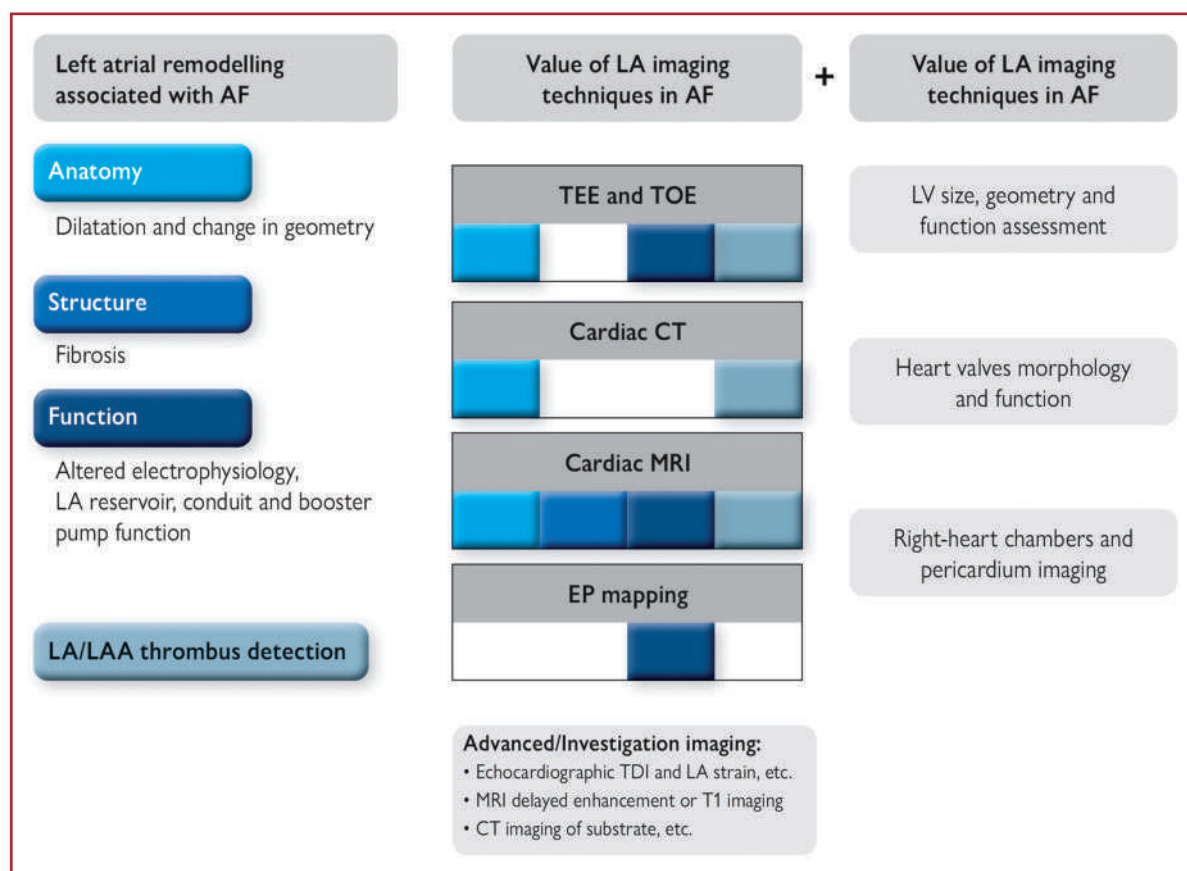 Left atrial remodelling
associated with AF
Anatomy
Dilatation and change in geometry
Structure
Fibrosis
Function
Altered electrophysiology,
LA reservoir, conduit and booster
pump function
LA/LAA thrombus detection
Value of LA imaging
techniques in AF
+
TEE and TOE
Cardiac CT
Cardiac MRI
EP mapping
Advanced/Investigation imaging:
• Echocardiographic TDI and LA strain, etc.
• MRI delayed enhancement or T1 imaging
• CT imaging of substrate, etc.
Value of LA imaging
techniques in AF
LV size, geometry and
function assessment
Heart valves morphology
and function
Right-heart chambers and
pericardium imaging